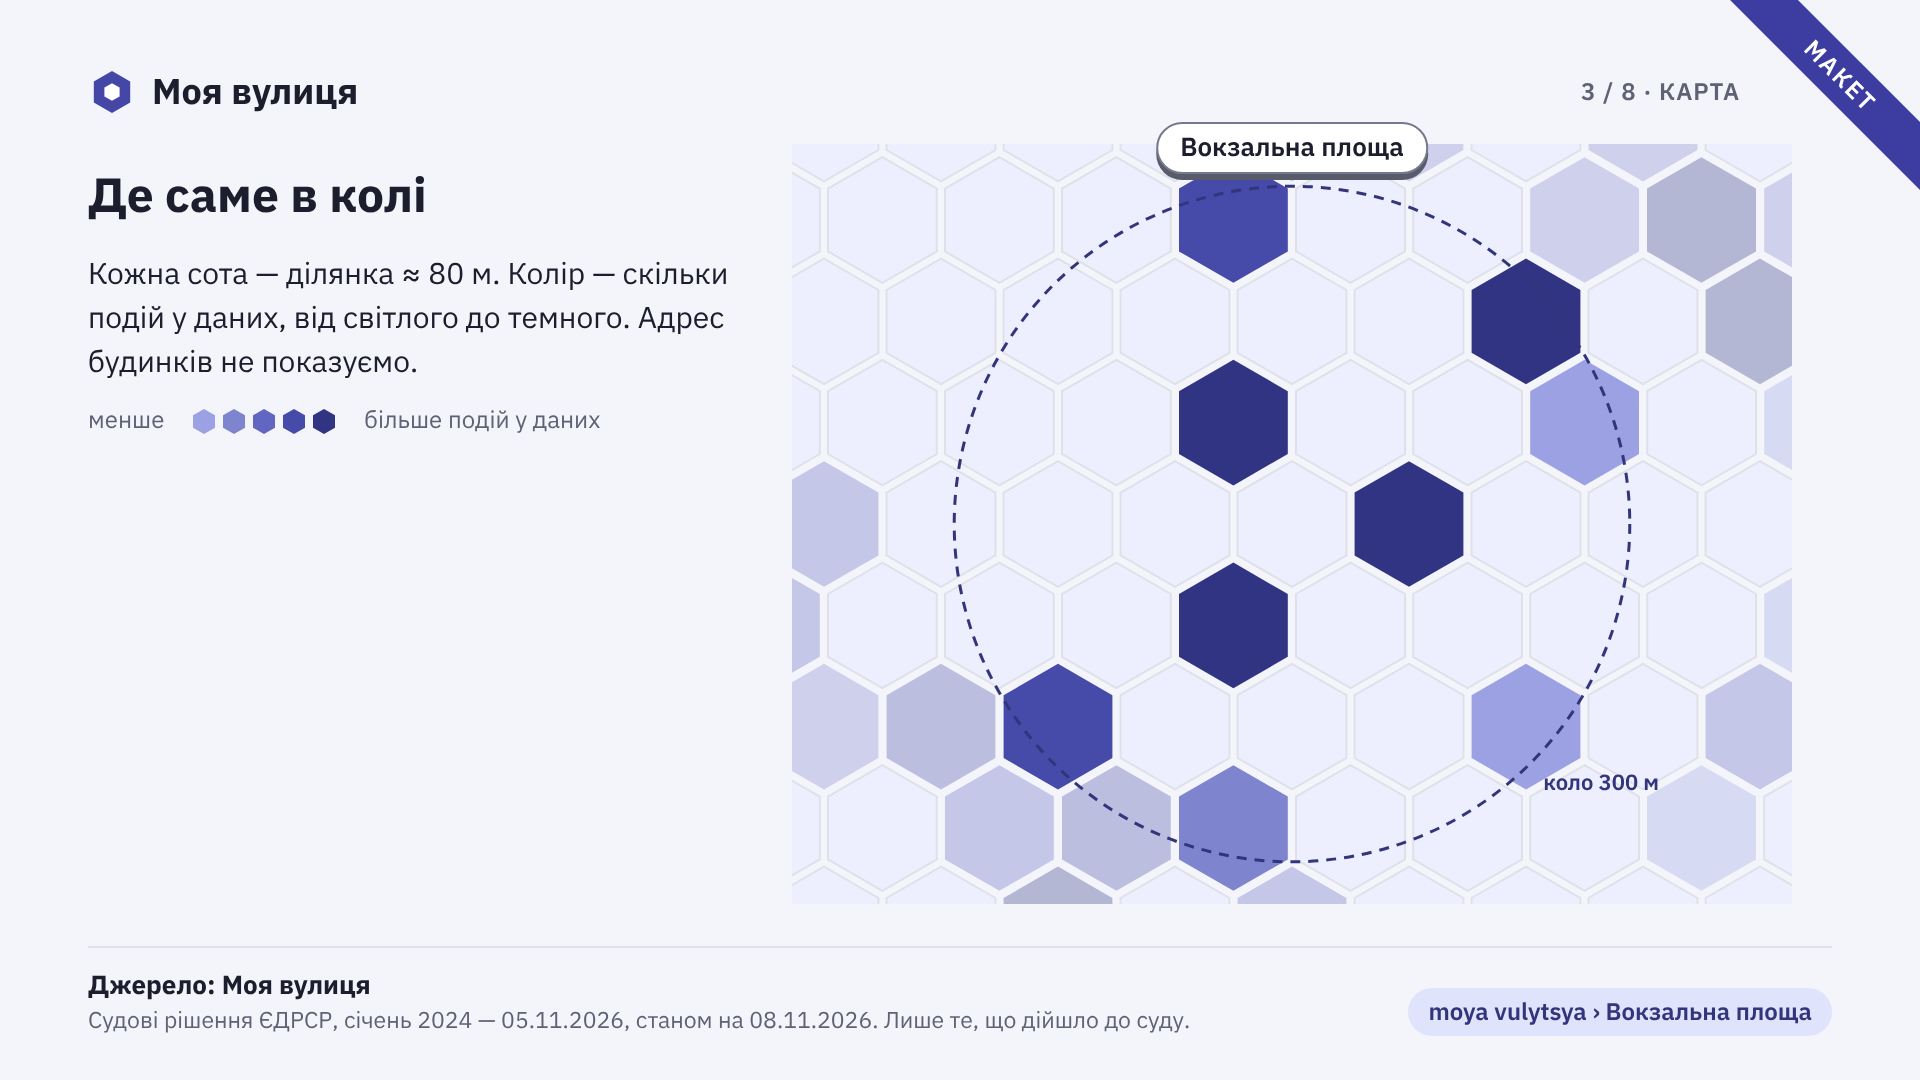 Моя вулиця
3 / 8 · КАРТА
МАКЕТ
Де саме в колі
Кожна сота — ділянка ≈ 80 м. Колір — скільки
подій у даних, від світлого до темного. Адрес
будинків не показуємо.
менше
більше подій у даних
Вокзальна площа
коло 300 м
Джерело: Моя вулиця
Судові рішення ЄДРСР, січень 2024 — 05.11.2026, станом на 08.11.2026. Лише те, що дійшло до суду.
moya vulytsya › Вокзальна площа